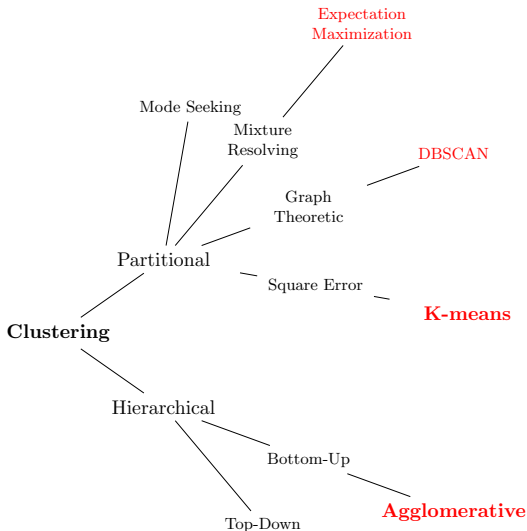 Expectation
Maximization
Mode Seeking
Mixture
Resolving
DBSCAN
Graph
Theoretic
Partitional
Square Error
K-means
Clustering
Hierarchical
Bottom-Up
Agglomerative
Top-Down